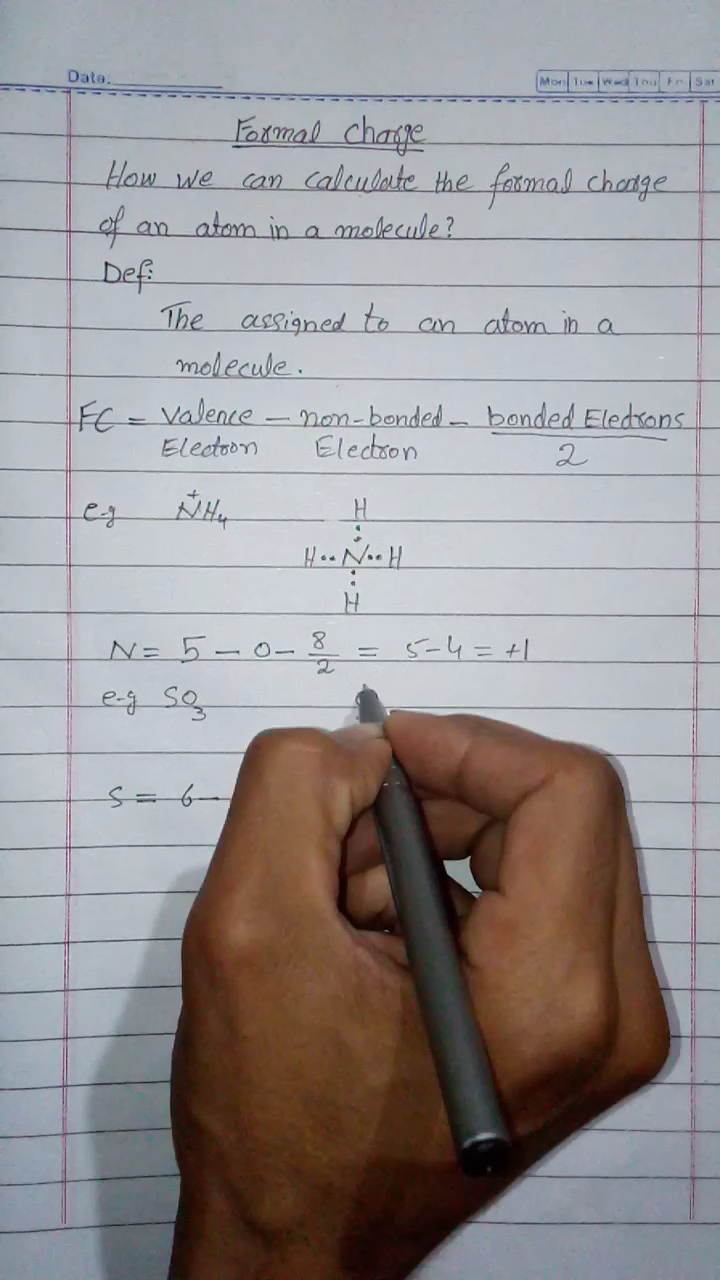 Date:
Mon Tue Wed Thu Fri Sat
Formal Charge
How we can calculate the formal charge
of an atom in a molecule?
Def:
The assigned to an atom in a
molecule.
FC = Valence Electron - non-bonded Electron - bonded Electrons / 2
e.g N⁺H₄
H
H··N··H
H
N = 5 - 0 - 8/2 = 5-4 = +1
e-g SO₃
S = 6 -